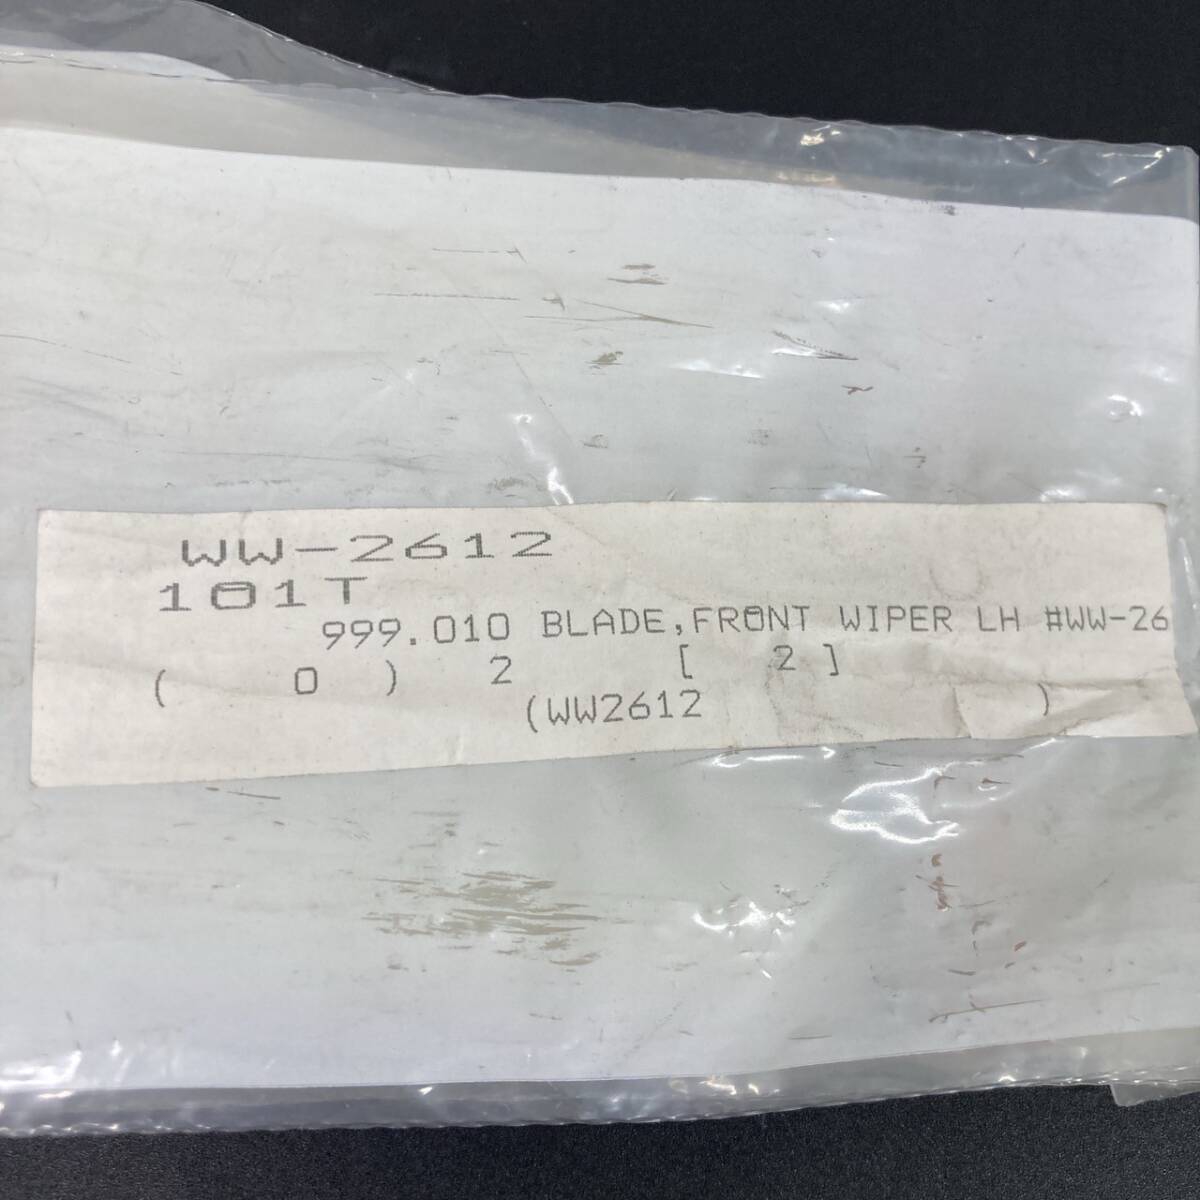 WW-2612
101T
999.010 BLADE,FRONT WIPER LH #WW-26
( 0 ) 2 [ 2 ]
(WW2612 )